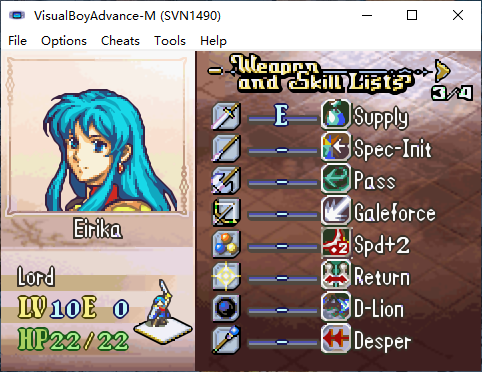 VisualBoyAdvance-M (SVN1490)
File Options Cheats Tools Help
Weapon
and Skill Lists
3/4
E Supply
- Spec-Init
- Pass
- Galeforce
- Spd+2
- Return
- D-Lion
- Desper
Eirika
Lord
LV 10 E 0
HP 22/22